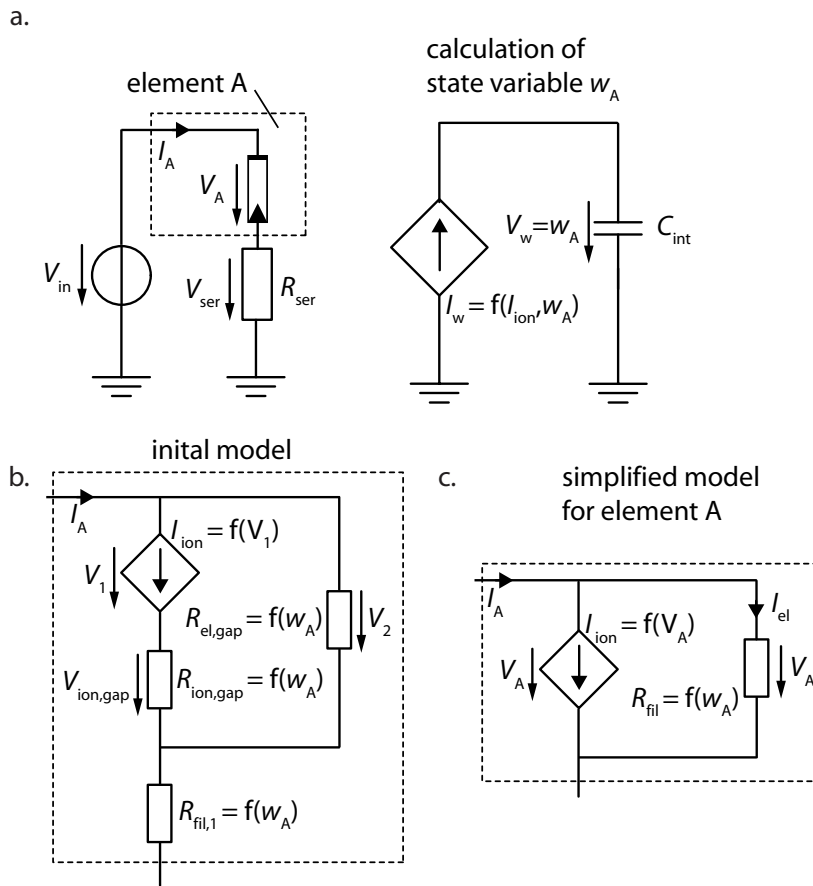 a.
element A
calculation of
state variable w_A
I_A
V_A
V_in
V_ser
R_ser
V_w=w_A
C_int
I_w = f(I_ion,w_A)
inital model
b.
I_A
I_ion = f(V_1)
V_1
R_el,gap = f(w_A)
V_2
V_ion,gap
R_ion,gap = f(w_A)
R_fil,1 = f(w_A)
c.
simplified model
for element A
I_A
I_el
I_ion = f(V_A)
V_A
V_A
R_fil = f(w_A)